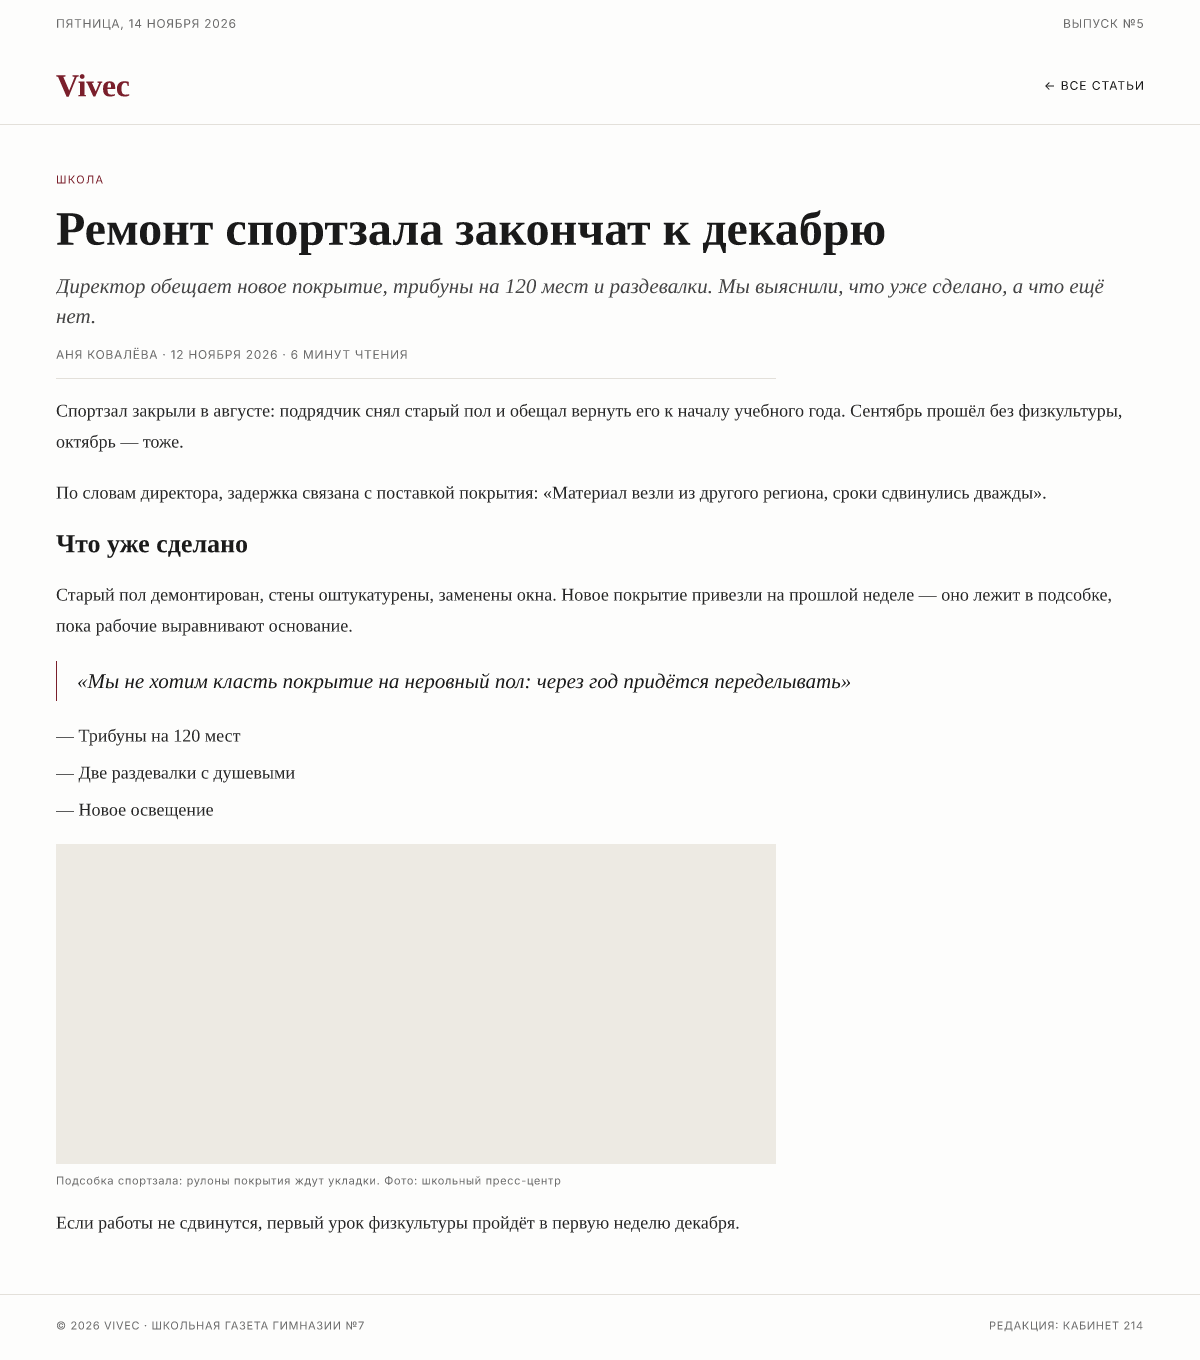 ПЯТНИЦА, 14 НОЯБРЯ 2026
ВЫПУСК №5
Vivec
← ВСЕ СТАТЬИ
ШКОЛА
Ремонт спортзала закончат к декабрю
Директор обещает новое покрытие, трибуны на 120 мест и раздевалки. Мы выяснили, что уже сделано, а что ещё
нет.
АНЯ КОВАЛЁВА · 12 НОЯБРЯ 2026 · 6 МИНУТ ЧТЕНИЯ
Спортзал закрыли в августе: подрядчик снял старый пол и обещал вернуть его к началу учебного года. Сентябрь прошёл без физкультуры,
октябрь — тоже.
По словам директора, задержка связана с поставкой покрытия: «Материал везли из другого региона, сроки сдвинулись дважды».
Что уже сделано
Старый пол демонтирован, стены оштукатурены, заменены окна. Новое покрытие привезли на прошлой неделе — оно лежит в подсобке,
пока рабочие выравнивают основание.
«Мы не хотим класть покрытие на неровный пол: через год придётся переделывать»
— Трибуны на 120 мест
— Две раздевалки с душевыми
— Новое освещение
Подсобка спортзала: рулоны покрытия ждут укладки. Фото: школьный пресс-центр
Если работы не сдвинутся, первый урок физкультуры пройдёт в первую неделю декабря.
© 2026 VIVEC · ШКОЛЬНАЯ ГАЗЕТА ГИМНАЗИИ №7
РЕДАКЦИЯ: КАБИНЕТ 214